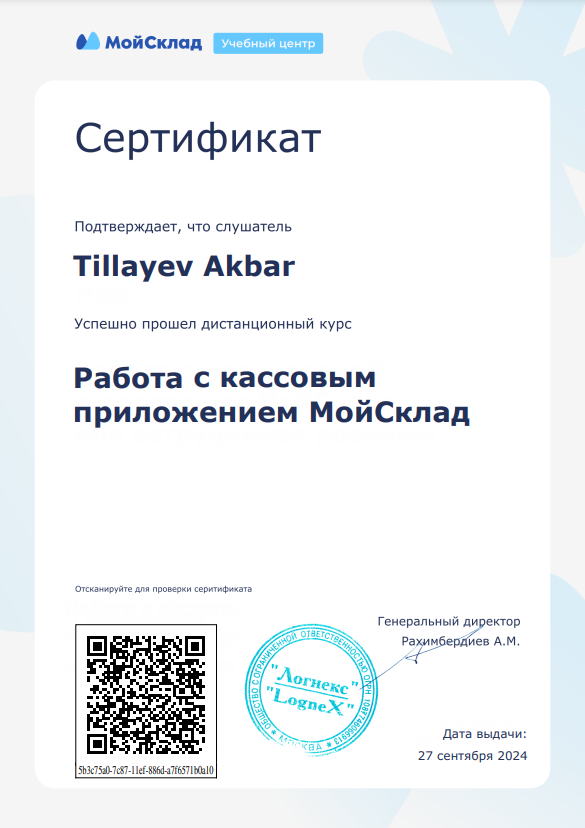 МойСклад Учебный центр
Сертификат
Подтверждает, что слушатель
Tillayev Akbar
Успешно прошел дистанционный курс
Работа с кассовым
приложением МойСклад
Отсканируйте для проверки серитификата
Генеральный директор
Рахимбердиев А.М.
ОБЩЕСТВО С ОГРАНИЧЕННОЙ ОТВЕТСТВЕННОСТЬЮ ОГРН
"Логнекс"
"LogneX"
МОСКВА
Дата выдачи:
27 сентября 2024
5b3c75a0-7c87-11ef-886d-a7f6571b0a10